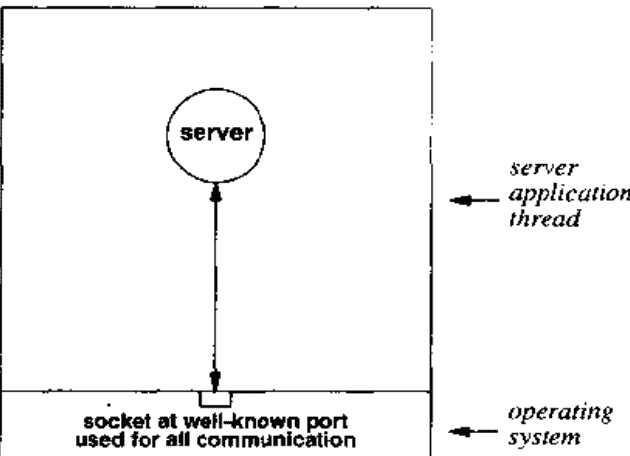 server
server
application
thread
socket at well-known port
used for all communication
operating
system